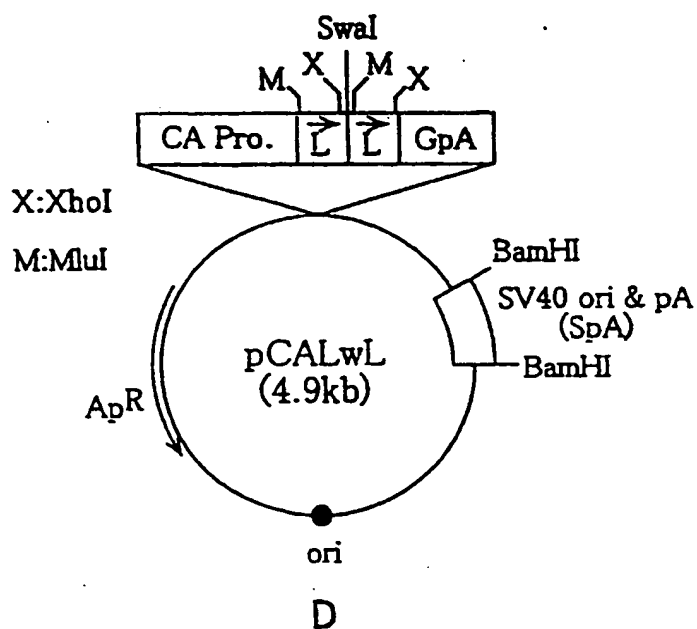 SwaI
M X M X
CA Pro. L L GpA
X:XhoI
M:MluI
BamHI
SV40 ori & pA
(SpA)
BamHI
pCALwL
(4.9kb)
ApR
ori
D